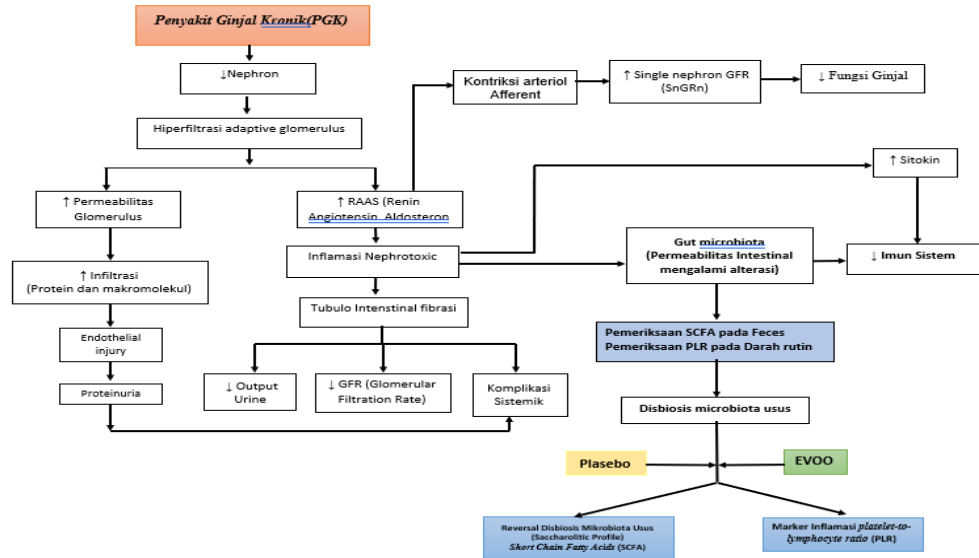 Penyakit Ginjal Kronik(PGK)
↓Nephron
Hiperfiltrasi adaptive glomerulus
Kontriksi arteriol
Afferent
↑ Single nephron GFR
(SnGRn)
↓ Fungsi Ginjal
↑ Sitokin
↑ Permeabilitas
Glomerulus
↑ RAAS (Renin
Angiotensin Aldosteron
Gut microbiota
(Permeabilitas Intestinal
mengalami alterasi)
↓ Imun Sistem
↑ Infiltrasi
(Protein dan makromolekul)
Inflamasi Nephrotoxic
Tubulo Intenstinal fibrasi
Pemeriksaan SCFA pada Feces
Pemeriksaan PLR pada Darah rutin
Endothelial
injury
Proteinuria
↓ Output
Urine
↓ GFR (Glomerular
Filtration Rate)
Komplikasi
Sistemik
Disbiosis microbiota usus
Plasebo
EVOO
Reversal Disbiosis Mikrobiota Usus
(Saccharolitic Profile)
Short Chain Fatty Acids (SCFA)
Marker Inflamasi platelet-to-
lymphocyte ratio (PLR)